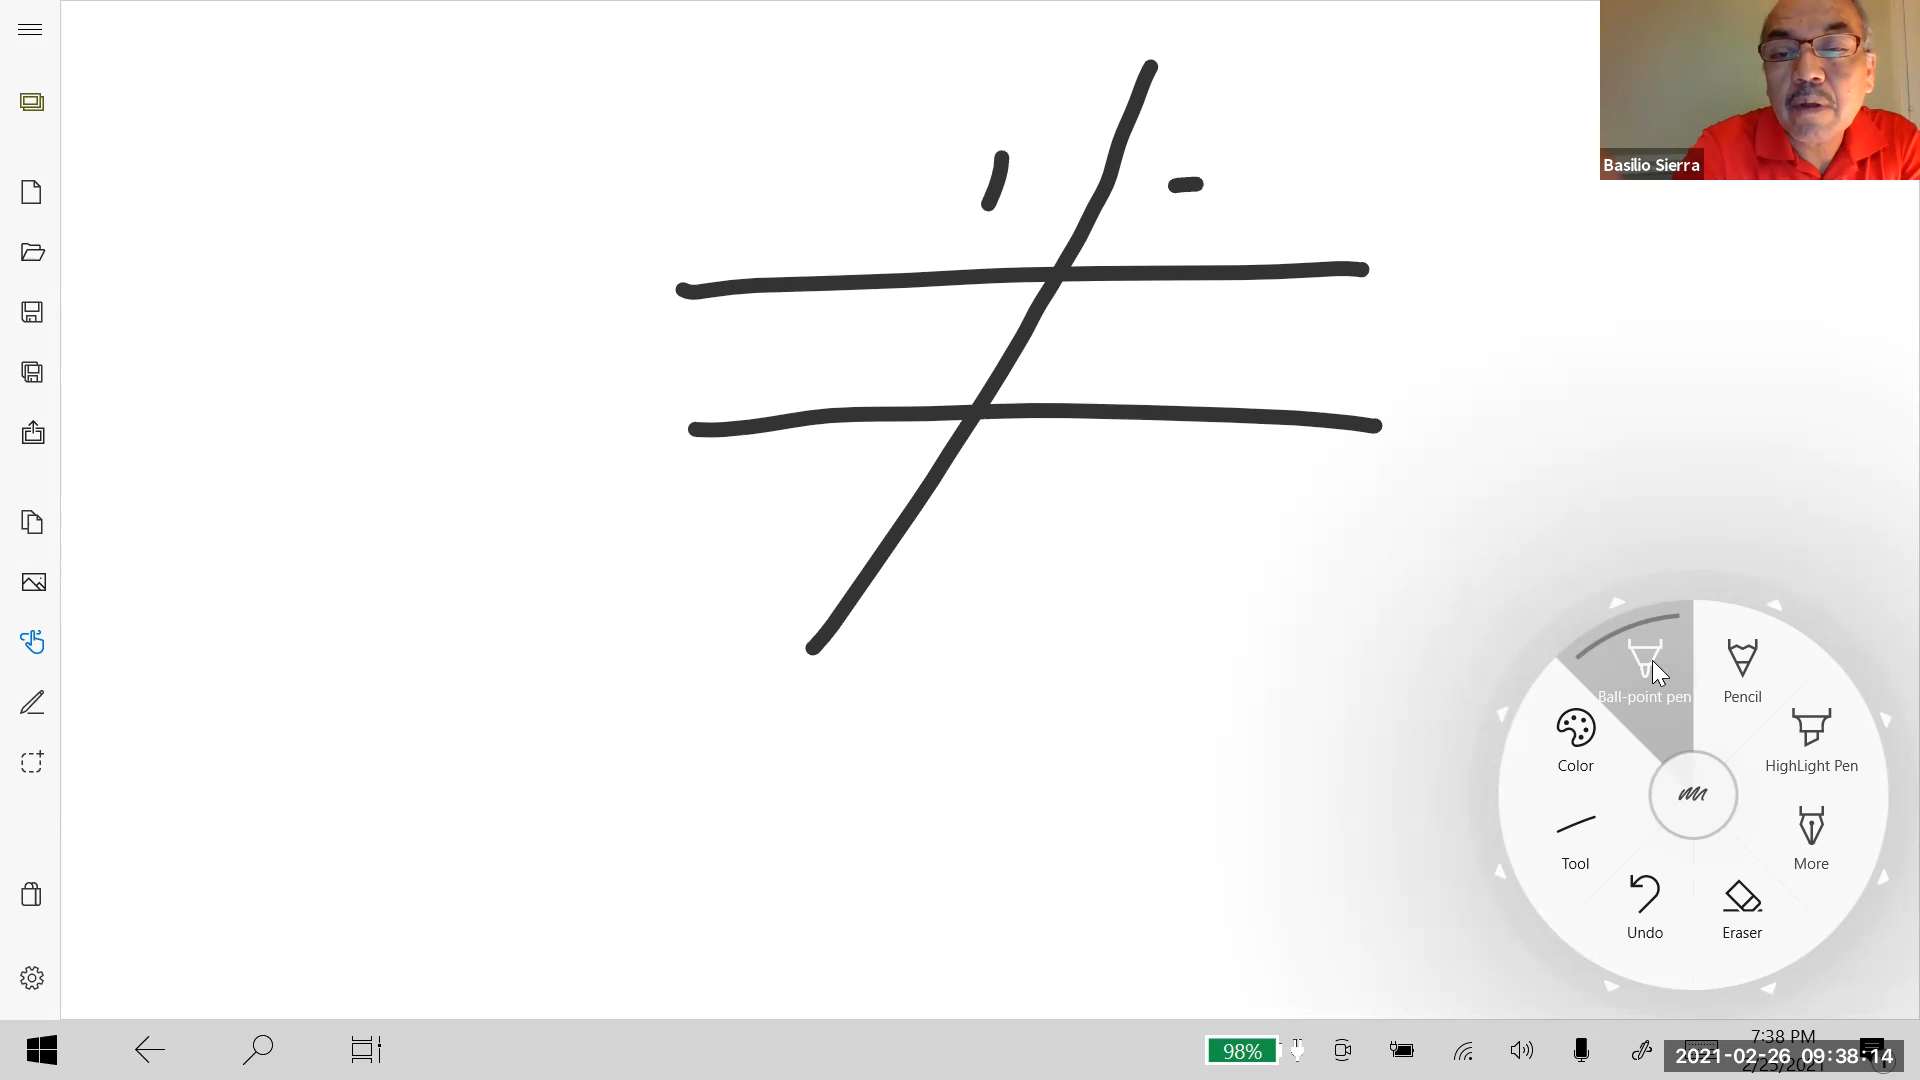 Basilio Sierra
Ball-point pen
Pencil
Color
HighLight Pen
Tool
More
Undo
Eraser
98%
7:38 PM
2021-02-26 09:38:14